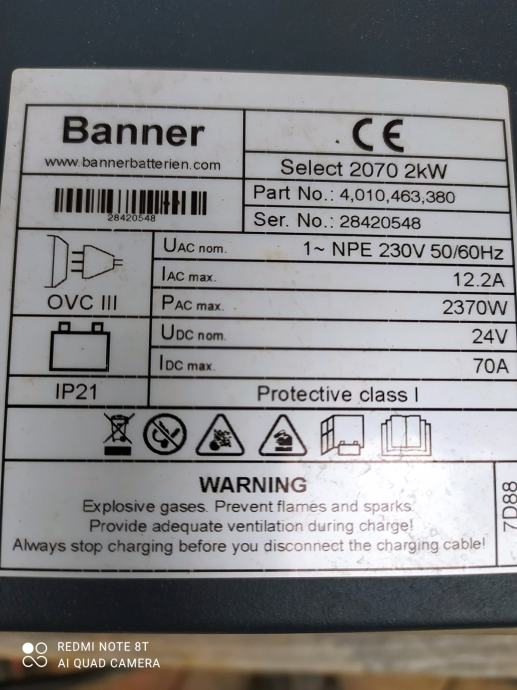 Banner
www.bannerbatterien.com
28420548
CE
Select 2070 2kW
Part No.: 4,010,463,380
Ser. No.: 28420548
OVC III
UAC nom. 1~ NPE 230V 50/60Hz
IAC max. 12.2A
PAC max. 2370W
UDC nom. 24V
IDC max. 70A
IP21
Protective class I
WARNING
Explosive gases. Prevent flames and sparks.
Provide adequate ventilation during charge!
Always stop charging before you disconnect the charging cable!
7D88
REDMI NOTE 8T
AI QUAD CAMERA